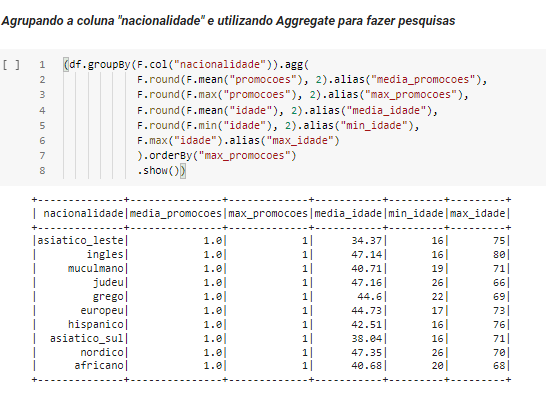 Agrupando a coluna "nacionalidade" e utilizando Aggregate para fazer pesquisas
[ ] 1 (df.groupBy(F.col("nacionalidade")).agg(
2 F.round(F.mean("promocoes"), 2).alias("media_promocoes"),
3 F.round(F.max("promocoes"), 2).alias("max_promocoes"),
4 F.round(F.mean("idade"), 2).alias("media_idade"),
5 F.round(F.min("idade"), 2).alias("min_idade"),
6 F.max("idade").alias("max_idade")
7 ).orderBy("max_promocoes")
8 .show())
+-------------+---------------+-------------+-----------+---------+---------+
| nacionalidade|media_promocoes|max_promocoes|media_idade|min_idade|max_idade|
+-------------+---------------+-------------+-----------+---------+---------+
|asiatico_leste| 1.0| 1| 34.37| 16| 75|
| ingles| 1.0| 1| 47.14| 16| 80|
| muculmano| 1.0| 1| 40.71| 19| 71|
| judeu| 1.0| 1| 47.16| 26| 66|
| grego| 1.0| 1| 44.6| 22| 69|
| europeu| 1.0| 1| 44.73| 17| 73|
| hispanico| 1.0| 1| 42.51| 16| 76|
| asiatico_sul| 1.0| 1| 38.04| 16| 71|
| nordico| 1.0| 1| 47.35| 26| 70|
| africano| 1.0| 1| 40.68| 20| 68|
+-------------+---------------+-------------+-----------+---------+---------+